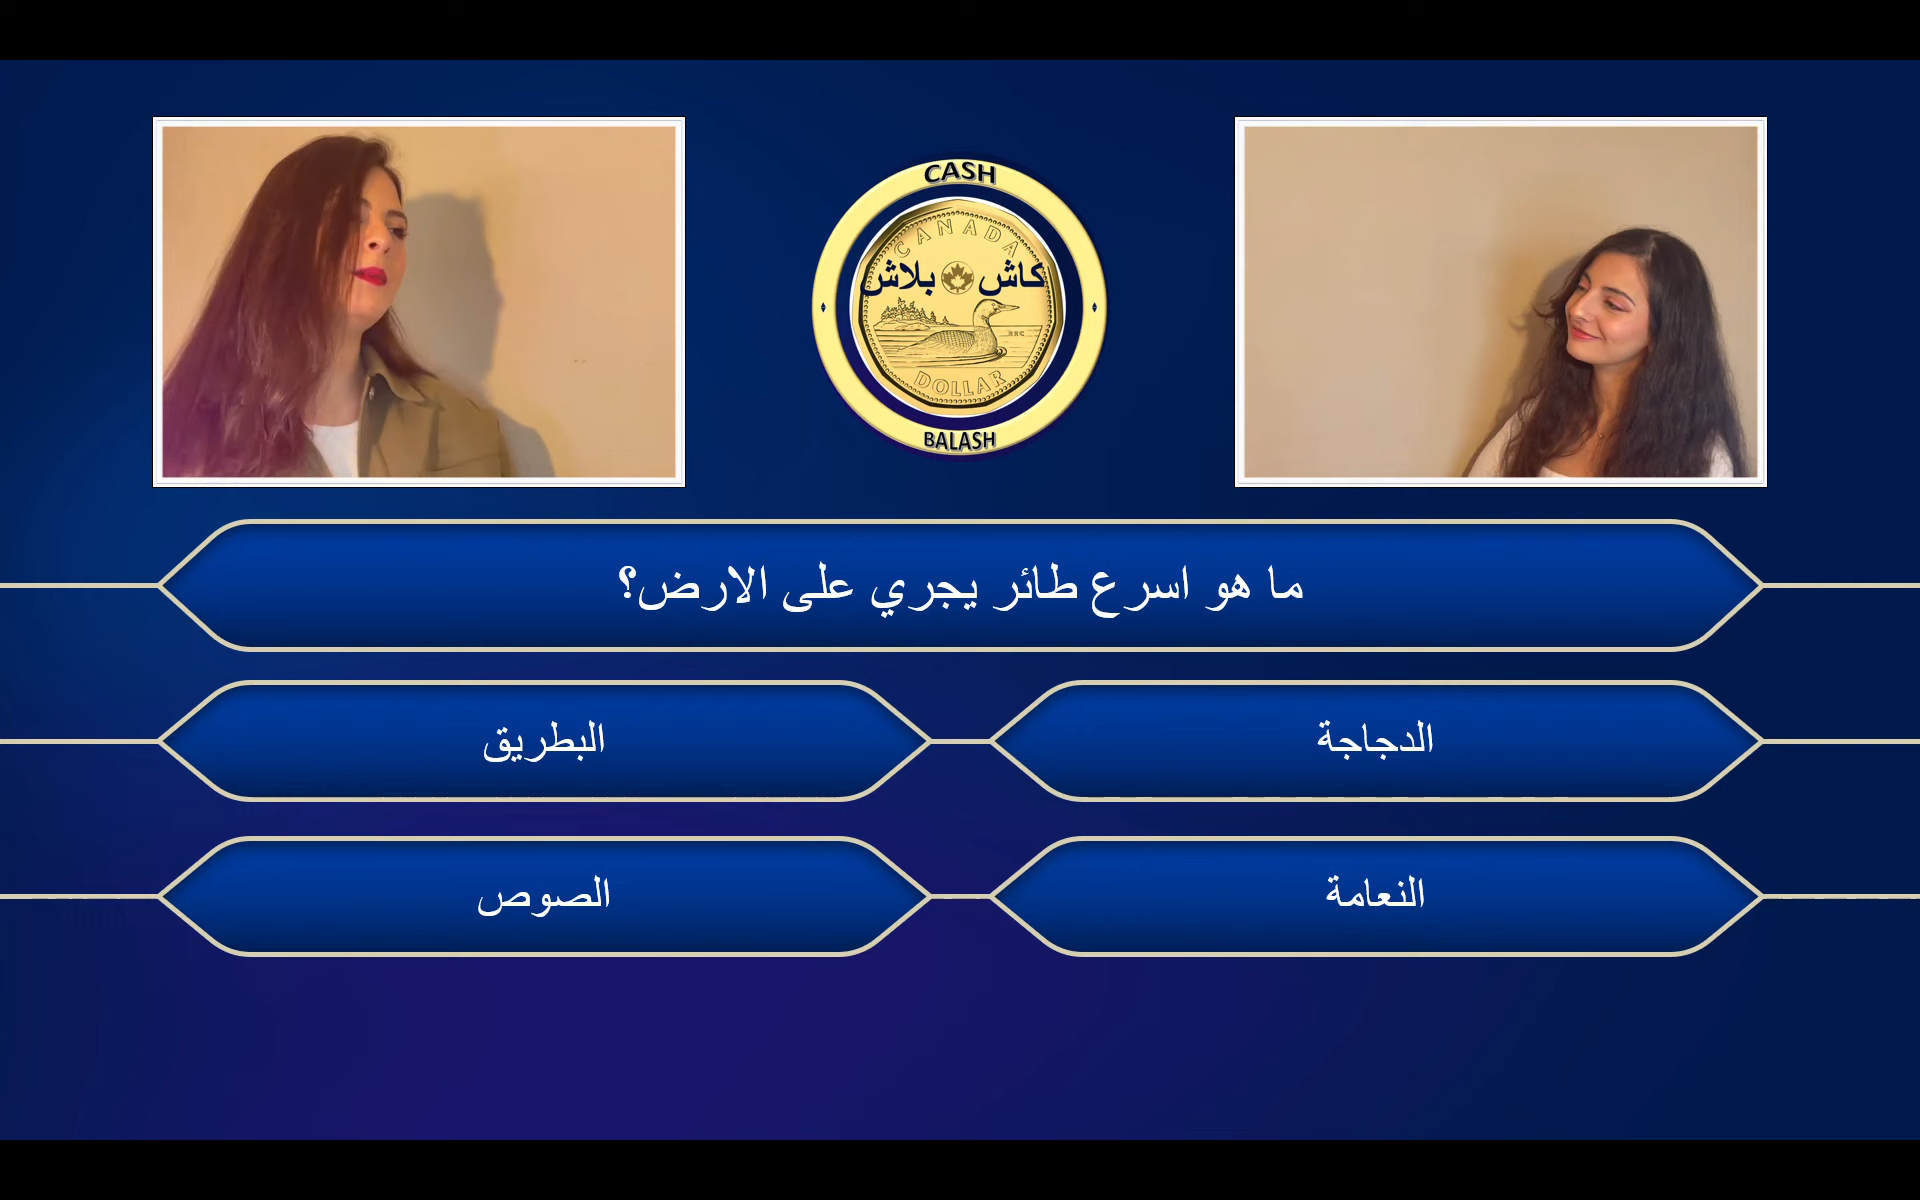 CASH
CANADA
كاش بلاش
DOLLAR
BALASH
ما هو اسرع طائر يجري على الارض؟
الدجاجة
البطريق
النعامة
الصوص